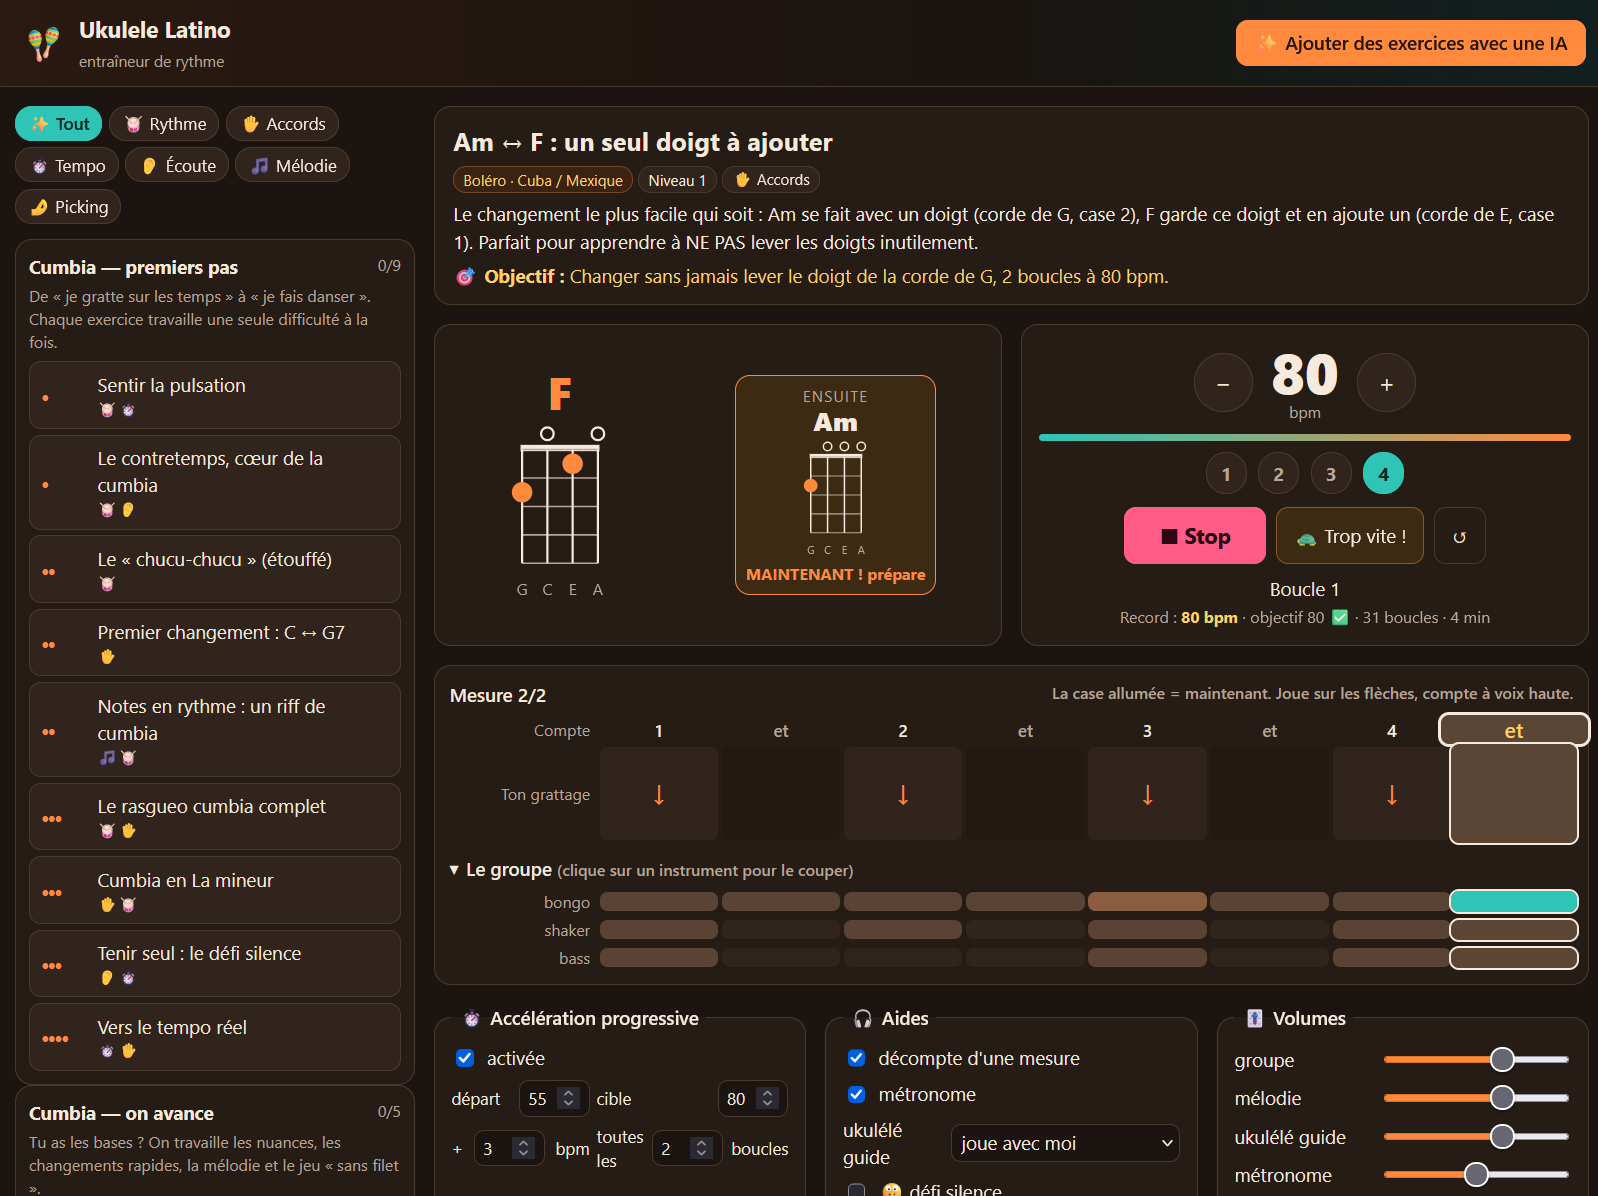 Ukulele Latino
entraîneur de rythme
✨ Ajouter des exercices avec une IA
✨ Tout
Rythme
Accords
Tempo
Écoute
Mélodie
Picking
Cumbia — premiers pas
0/9
De « je gratte sur les temps » à « je fais danser ».
Chaque exercice travaille une seule difficulté à la
fois.
Sentir la pulsation
Le contretemps, cœur de la
cumbia
Le « chucu-chucu » (étouffé)
Premier changement : C ↔ G7
Notes en rythme : un riff de
cumbia
Le rasgueo cumbia complet
Cumbia en La mineur
Tenir seul : le défi silence
Vers le tempo réel
Cumbia — on avance
0/5
Tu as les bases ? On travaille les nuances, les
changements rapides, la mélodie et le jeu « sans filet
».
Am ↔ F : un seul doigt à ajouter
Boléro · Cuba / Mexique
Niveau 1
Accords
Le changement le plus facile qui soit : Am se fait avec un doigt (corde de G, case 2), F garde ce doigt et en ajoute un (corde de E, case
1). Parfait pour apprendre à NE PAS lever les doigts inutilement.
🎯 Objectif : Changer sans jamais lever le doigt de la corde de G, 2 boucles à 80 bpm.
F
G C E A
ENSUITE
Am
G C E A
MAINTENANT ! prépare
− 80 +
bpm
1 2 3 4
■ Stop
🐢 Trop vite !
↺
Boucle 1
Record : 80 bpm · objectif 80 ✅ · 31 boucles · 4 min
Mesure 2/2
La case allumée = maintenant. Joue sur les flèches, compte à voix haute.
Compte 1 et 2 et 3 et 4 et
Ton grattage ↓ ↓ ↓ ↓
▼ Le groupe (clique sur un instrument pour le couper)
bongo
shaker
bass
Accélération progressive
activée
départ 55 cible 80
+ 3 bpm toutes les 2 boucles
Aides
décompte d'une mesure
métronome
ukulélé
guide
joue avec moi
défi silence
Volumes
groupe
mélodie
ukulélé guide
métronome